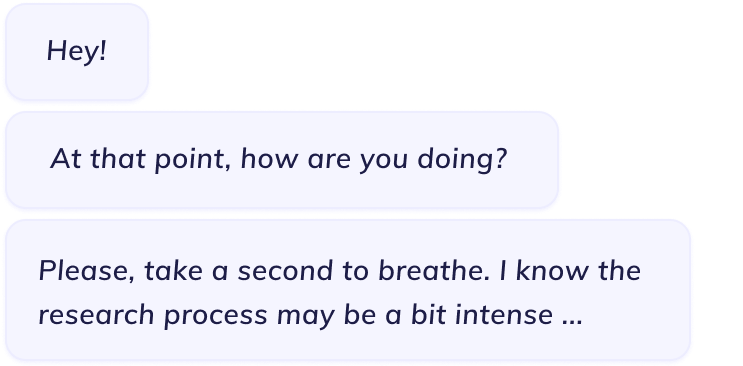 Hey!
At that point, how are you doing?
Please, take a second to breathe. I know the
research process may be a bit intense ...